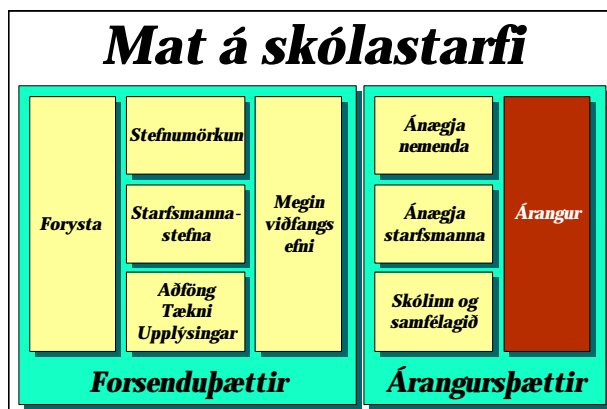 Mat á skólastarfi
Forysta
Stefnumörkun
Starfsmanna-
stefna
Aðföng
Tækni
Upplýsingar
Megin
viðfangs
efni
Forsenduþættir
Ánægja
nemenda
Ánægja
starfsmanna
Skólinn og
samfélagið
Árangur
Árangursþættir